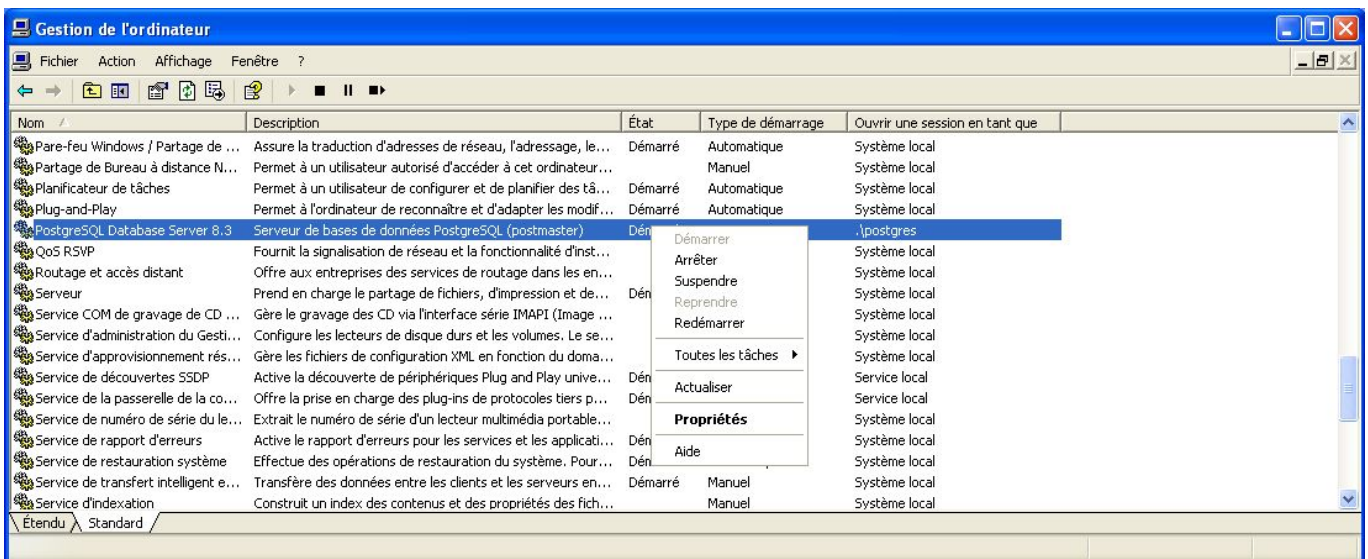 Gestion de l'ordinateur
Fichier Action Affichage Fenêtre ?
Nom Description État Type de démarrage Ouvrir une session en tant que
Pare-feu Windows / Partage de ... Assure la traduction d'adresses de réseau, l'adressage, le... Démarré Automatique Système local
Partage de Bureau à distance N... Permet à un utilisateur autorisé d'accéder à cet ordinateur... Manuel Système local
Planificateur de tâches Permet à un utilisateur de configurer et de planifier des tâ... Démarré Automatique Système local
Plug-and-Play Permet à l'ordinateur de reconnaître et d'adapter les modif... Démarré Automatique Système local
PostgreSQL Database Server 8.3 Serveur de bases de données PostgreSQL (postmaster) Dém .\postgres
Démarrer
QoS RSVP Fournit la signalisation de réseau et la fonctionnalité d'inst... Système local
Arrêter
Routage et accès distant Offre aux entreprises des services de routage dans les en... Système local
Suspendre
Serveur Prend en charge le partage de fichiers, d'impression et de... Dém Système local
Reprendre
Service COM de gravage de CD ... Gère le gravage des CD via l'interface série IMAPI (Image ... Système local
Redémarrer
Service d'administration du Gesti... Configure les lecteurs de disque durs et les volumes. Le se... Système local
Service d'approvisionnement rés... Gère les fichiers de configuration XML en fonction du doma... Système local
Toutes les tâches
Service de découvertes SSDP Active la découverte de périphériques Plug and Play unive... Dém Service local
Actualiser
Service de la passerelle de la co... Offre la prise en charge des plug-ins de protocoles tiers p... Dém Service local
Service de numéro de série du le... Extrait le numéro de série d'un lecteur multimédia portable... Système local
Propriétés
Service de rapport d'erreurs Active le rapport d'erreurs pour les services et les applicati... Dém Système local
Aide
Service de restauration système Effectue des opérations de restauration du système. Pour... Dém Système local
Service de transfert intelligent e... Transfère des données entre les clients et les serveurs en... Démarré Manuel Système local
Service d'indexation Construit un index des contenus et des propriétés des fich... Manuel Système local
Étendu Standard